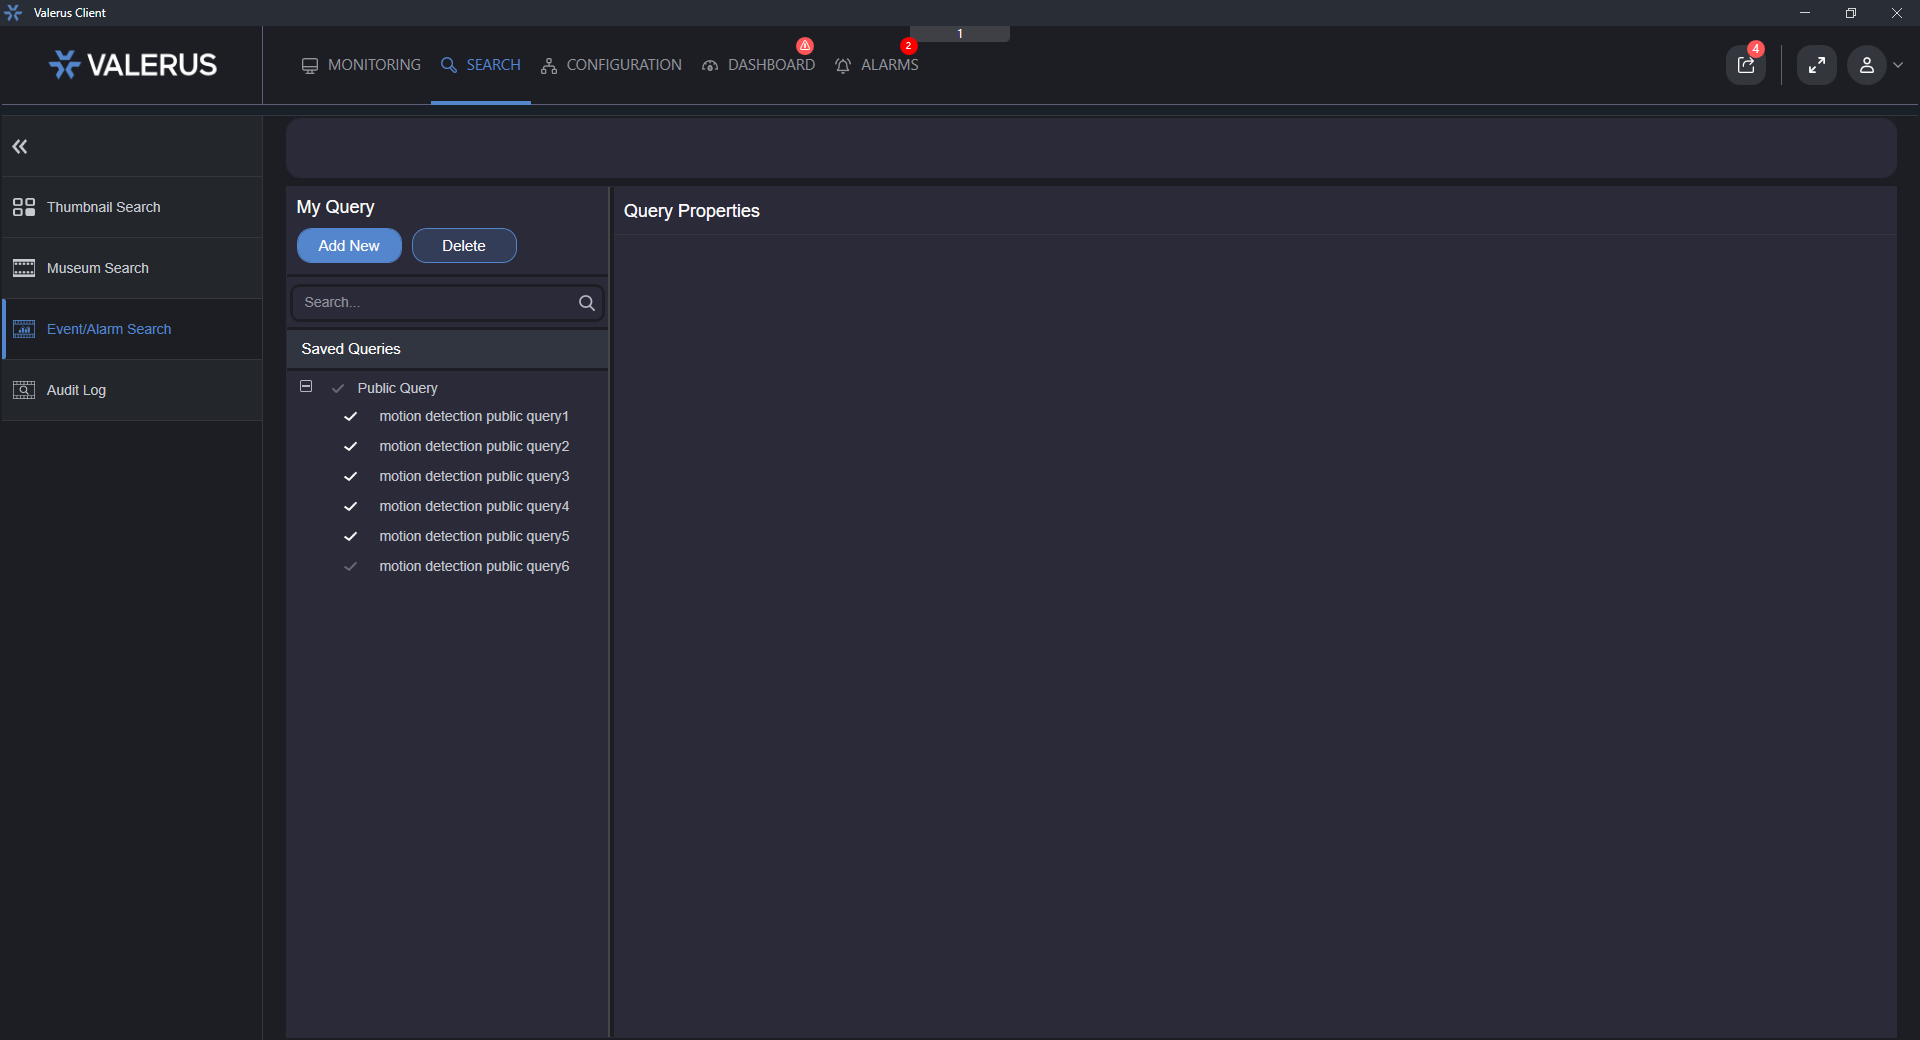 Valerus Client
1
VALERUS
MONITORING
SEARCH
CONFIGURATION
DASHBOARD
2
ALARMS
4
Thumbnail Search
Museum Search
Event/Alarm Search
Audit Log
My Query
Add New
Delete
Search...
Saved Queries
Public Query
motion detection public query1
motion detection public query2
motion detection public query3
motion detection public query4
motion detection public query5
motion detection public query6
Query Properties